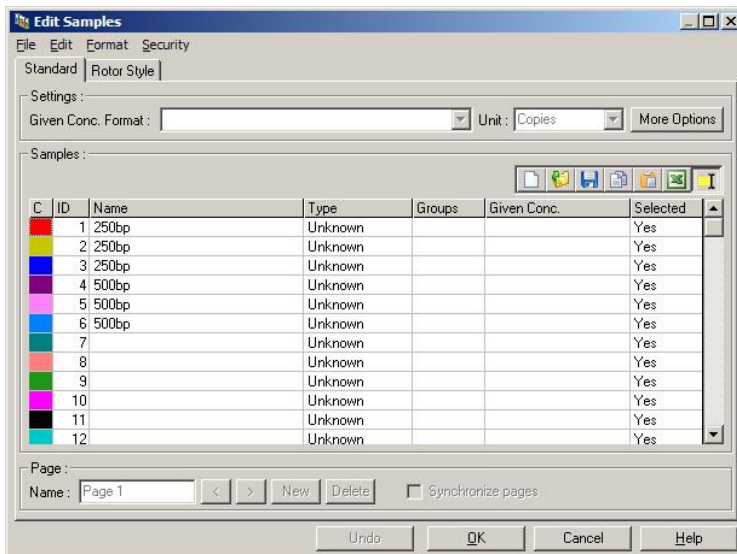 Edit Samples
File Edit Format Security
Standard Rotor Style
Settings :
Given Conc. Format : Unit : Copies More Options
Samples :
C ID Name Type Groups Given Conc. Selected
1 250bp Unknown Yes
2 250bp Unknown Yes
3 250bp Unknown Yes
4 500bp Unknown Yes
5 500bp Unknown Yes
6 500bp Unknown Yes
7 Unknown Yes
8 Unknown Yes
9 Unknown Yes
10 Unknown Yes
11 Unknown Yes
12 Unknown Yes
Page :
Name : Page 1 < > New Delete Synchronize pages
Undo OK Cancel Help